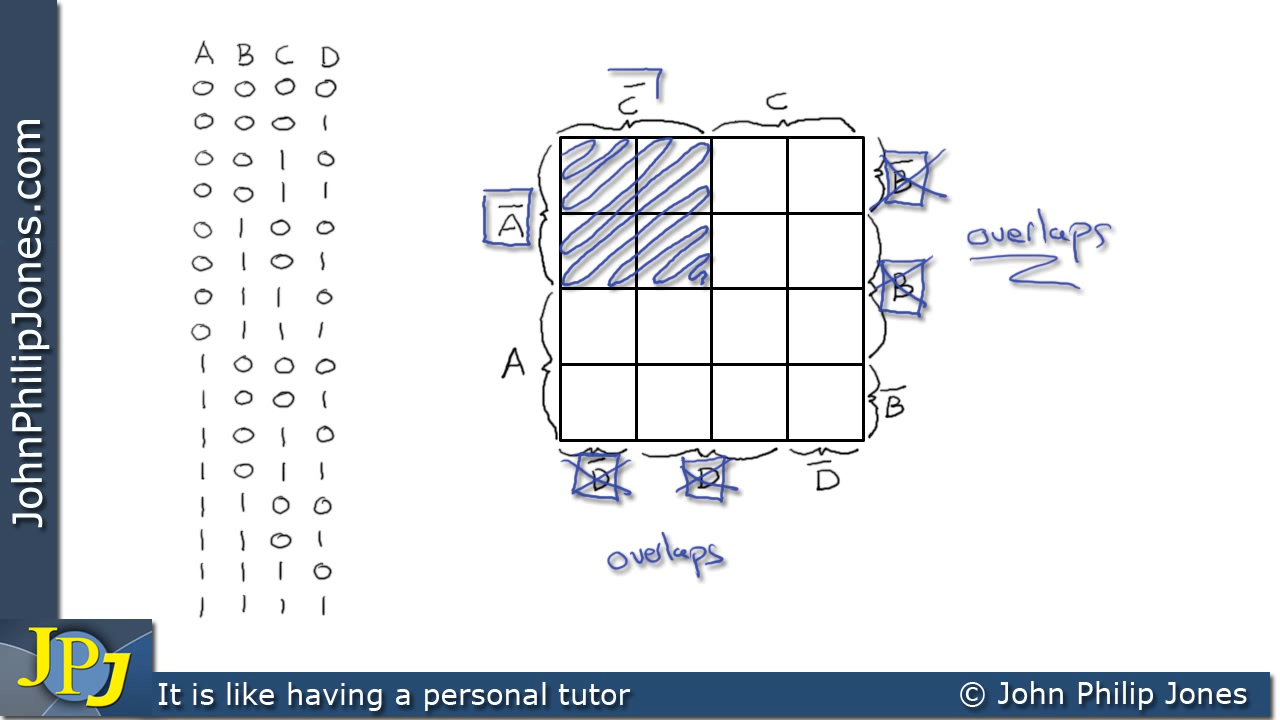 JohnPhilipJones.com
A B C D
0 0 0 0
0 0 0 1
0 0 1 0
0 0 1 1
0 1 0 0
0 1 0 1
0 1 1 0
0 1 1 1
1 0 0 0
1 0 0 1
1 0 1 0
1 0 1 1
1 1 0 0
1 1 0 1
1 1 1 0
1 1 1 1
C̅ C
A̅
A
B̅
B
B̅
D̅ D D̅
overlaps
overlaps
JPJ
It is like having a personal tutor
© John Philip Jones